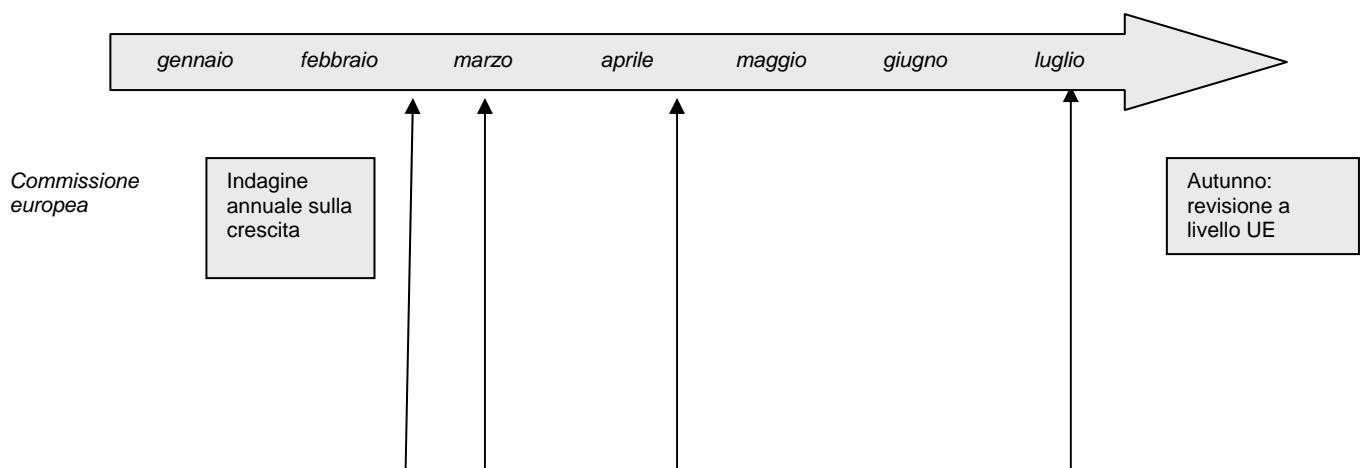 gennaio febbraio marzo aprile maggio giugno luglio
Commissione
europea
Indagine
annuale sulla
crescita
Autunno:
revisione a
livello UE